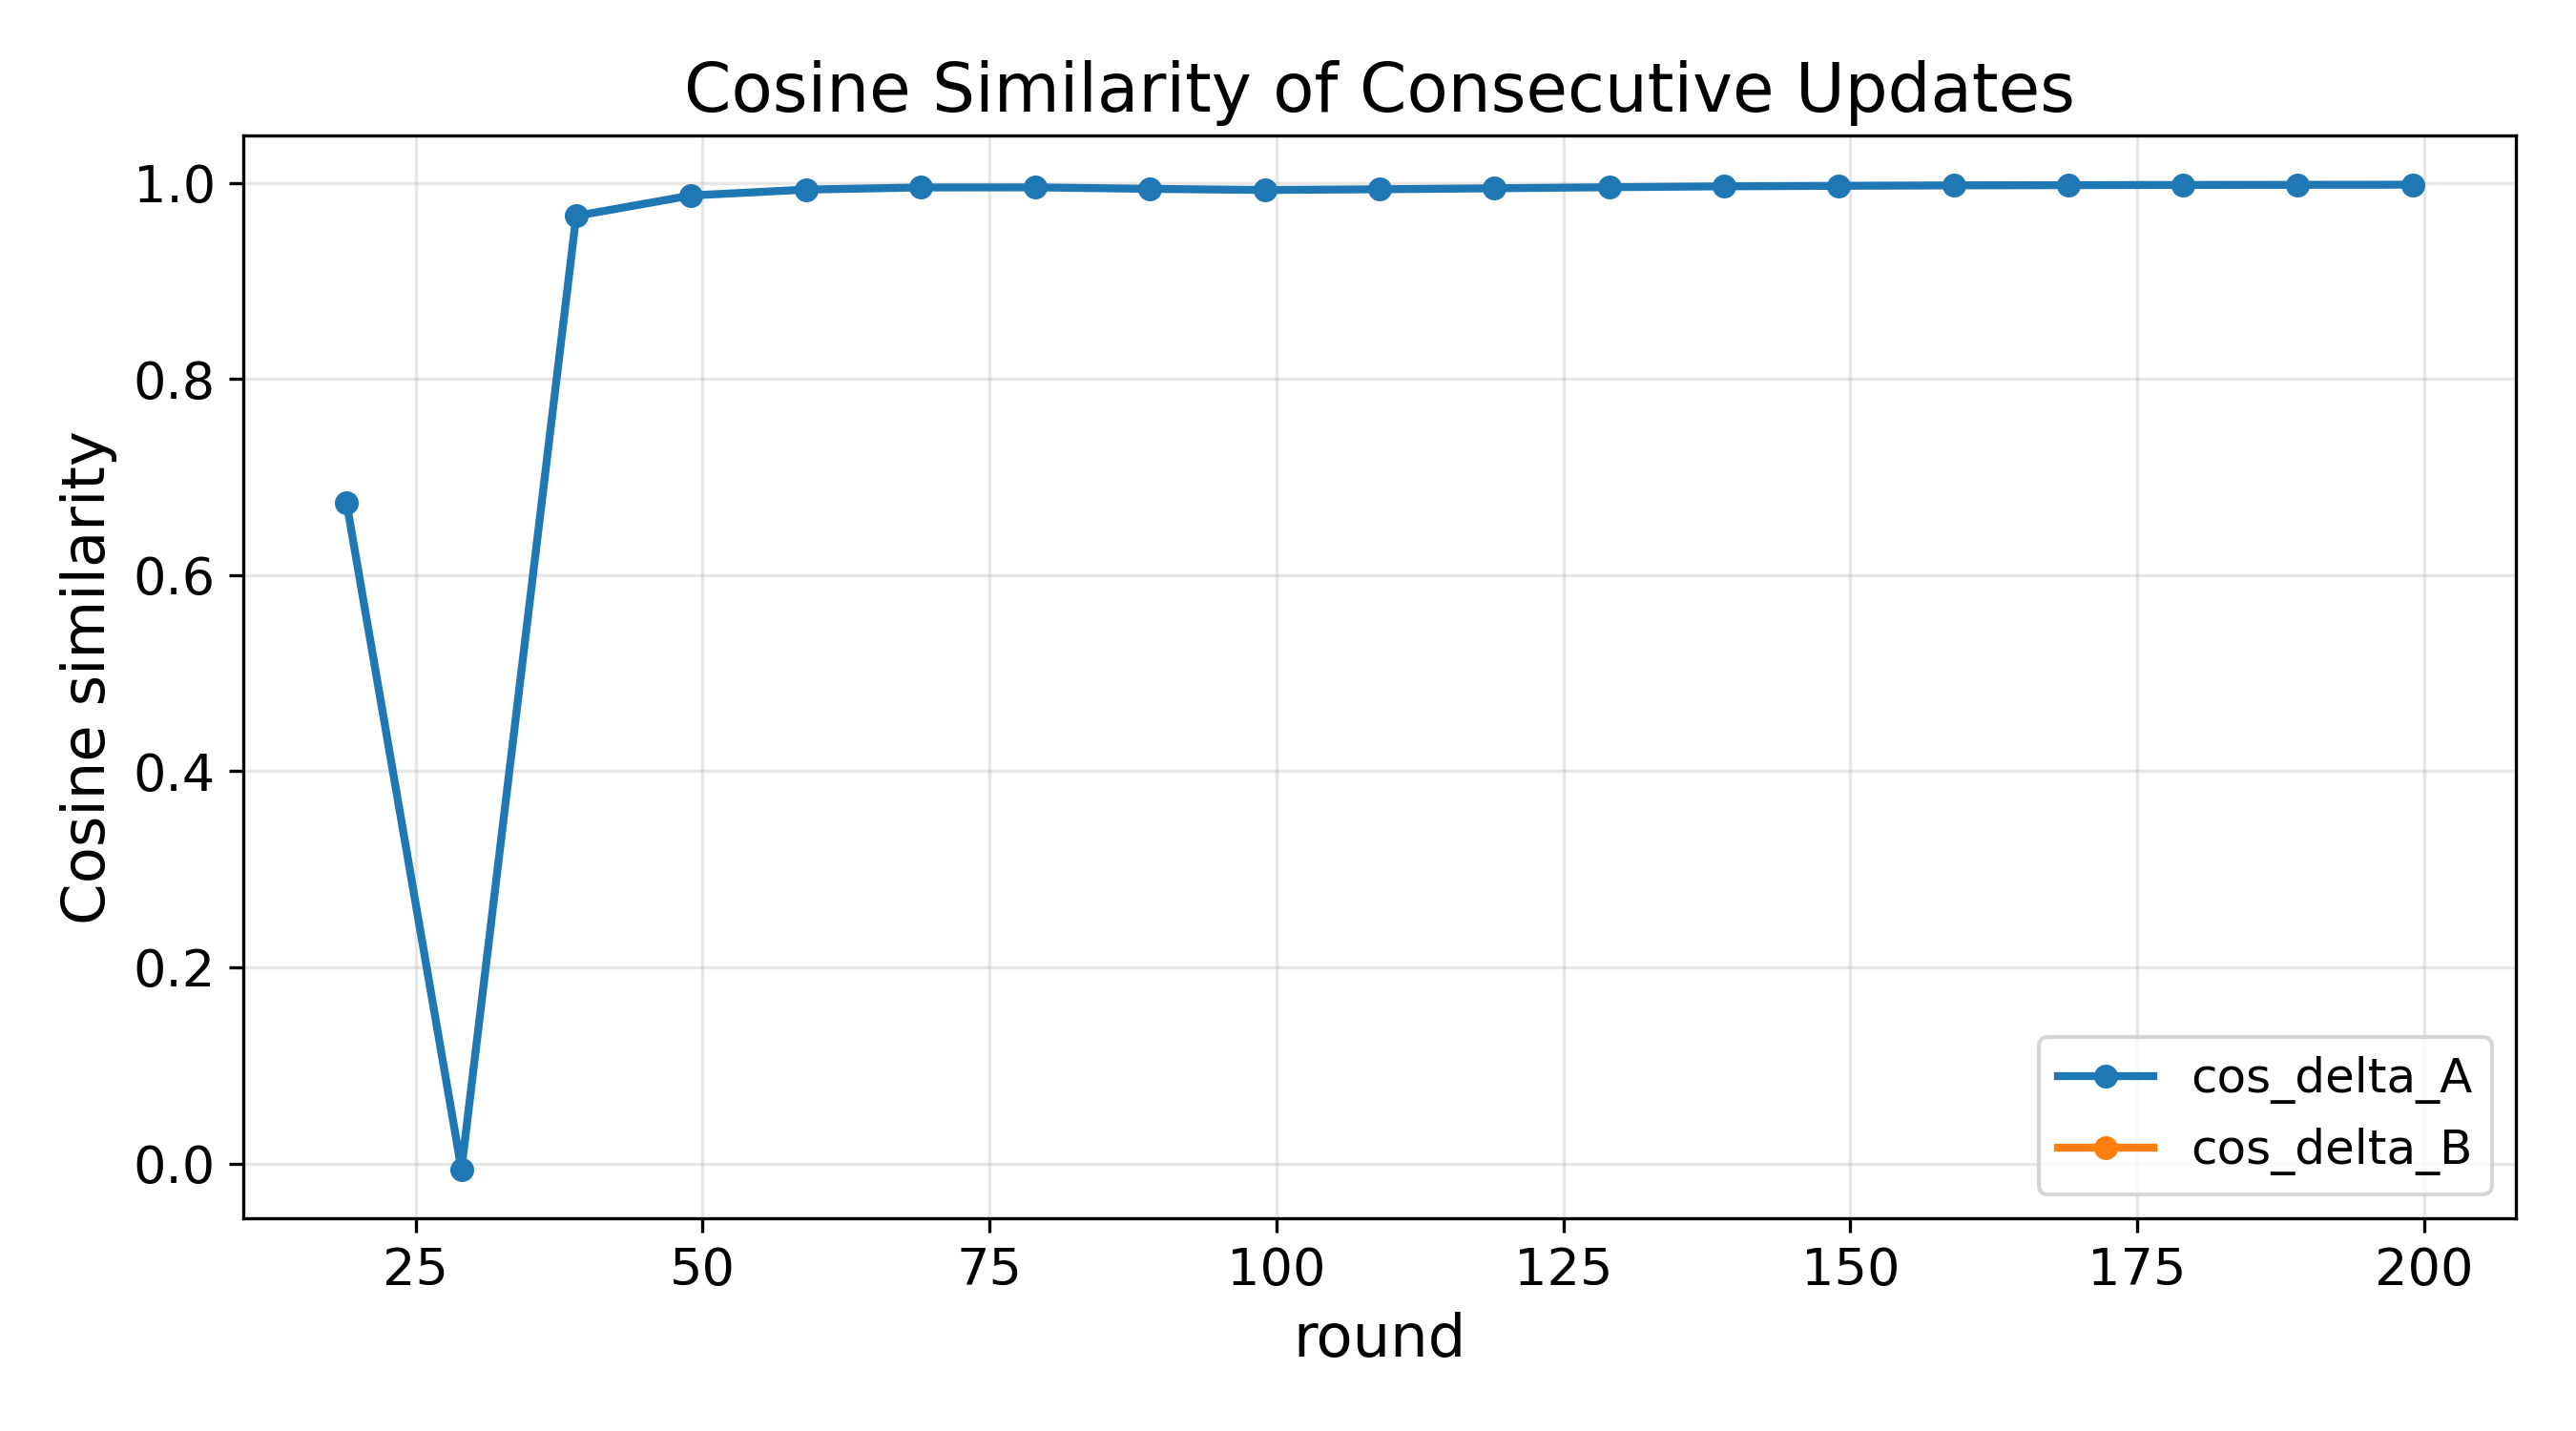 Cosine Similarity of Consecutive Updates
Cosine similarity
1.0
0.8
0.6
0.4
0.2
0.0
cos_delta_A
cos_delta_B
25 50 75 100 125 150 175 200
round